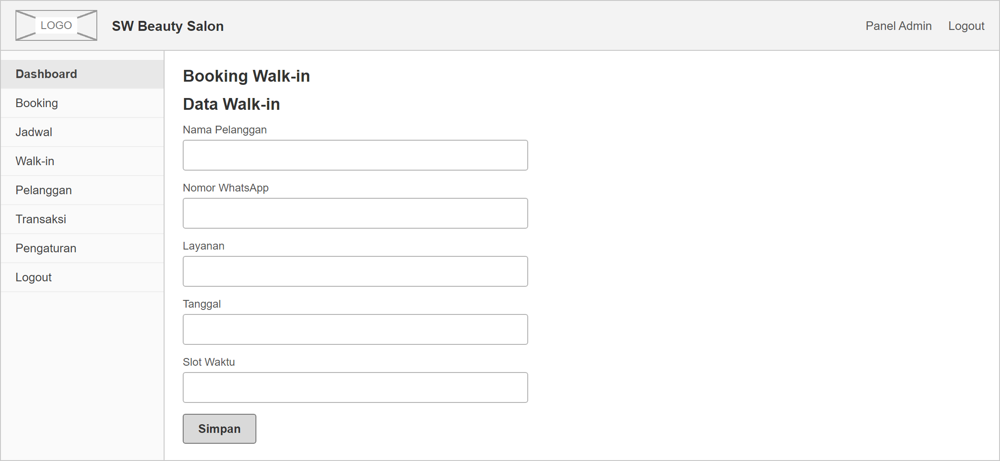 LOGO
SW Beauty Salon
Panel Admin
Logout
Dashboard
Booking
Jadwal
Walk-in
Pelanggan
Transaksi
Pengaturan
Logout
Booking Walk-in
Data Walk-in
Nama Pelanggan
Nomor WhatsApp
Layanan
Tanggal
Slot Waktu
Simpan